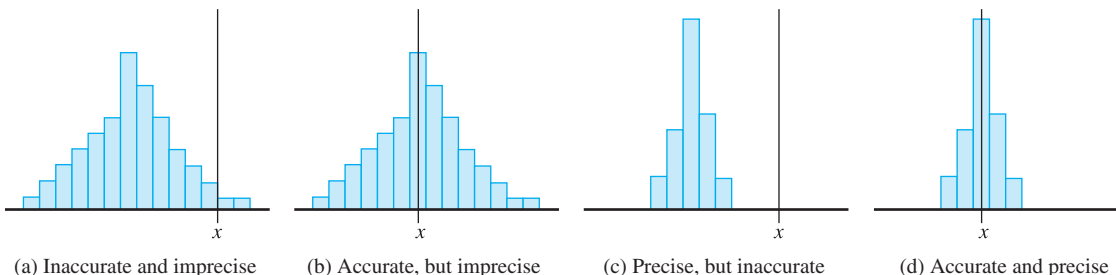 x x x x
(a) Inaccurate and imprecise (b) Accurate, but imprecise (c) Precise, but inaccurate (d) Accurate and precise